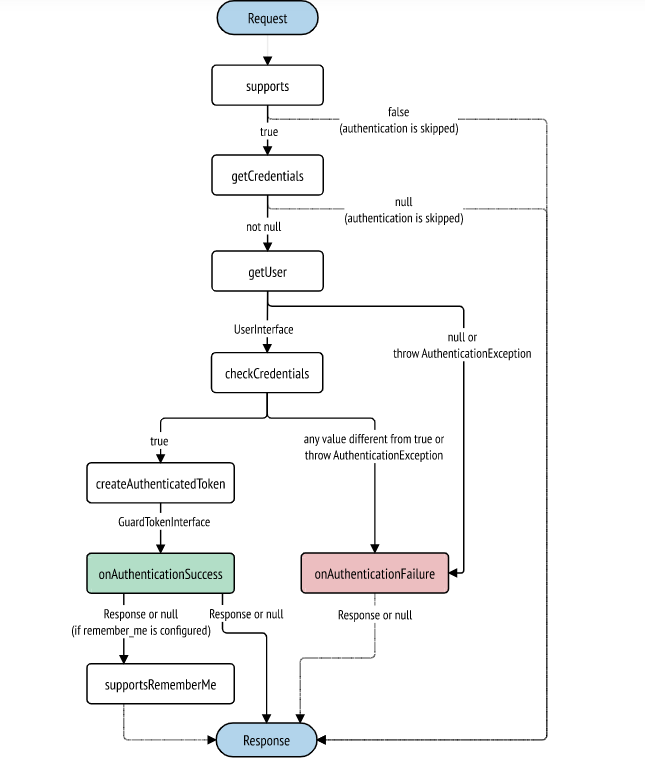 Request
supports
false
(authentication is skipped)
true
getCredentials
null
(authentication is skipped)
not null
getUser
UserInterface
null or
throw AuthenticationException
checkCredentials
true
any value different from true or
throw AuthenticationException
createAuthenticatedToken
GuardTokenInterface
onAuthenticationSuccess
onAuthenticationFailure
Response or null
(if remember_me is configured)
Response or null
Response or null
supportsRememberMe
Response